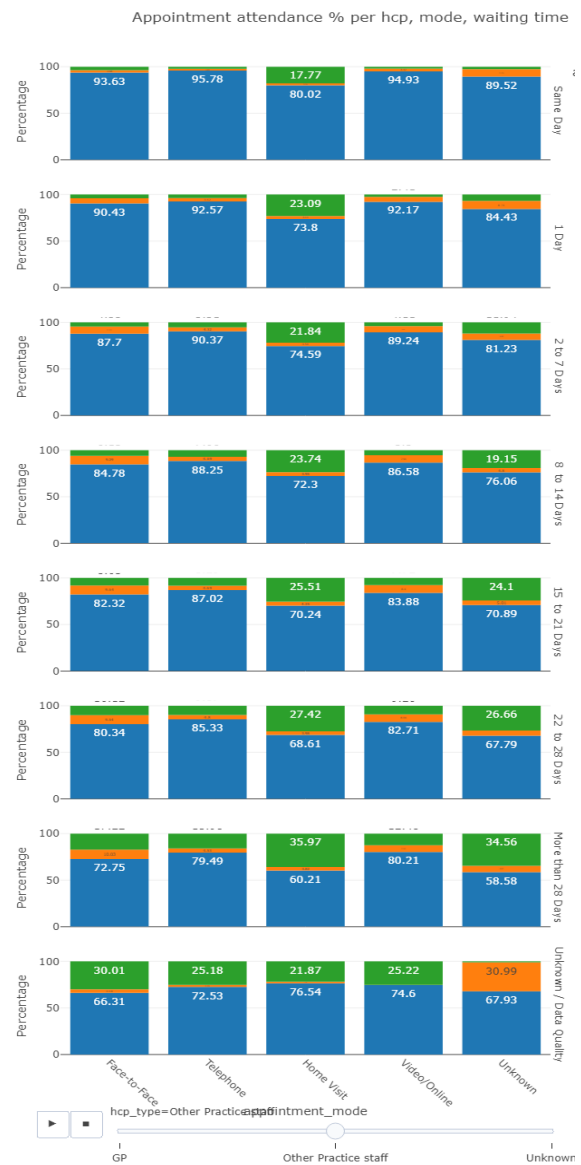 Appointment attendance % per hcp, mode, waiting time
100
50
0
Percentage
93.63
95.78
17.77
80.02
94.93
89.52
Same Day
100
50
0
Percentage
90.43
92.57
23.09
73.8
92.17
84.43
1 Day
100
50
0
Percentage
87.7
90.37
21.84
74.59
89.24
81.23
2 to 7 Days
100
50
0
Percentage
84.78
88.25
23.74
72.3
86.58
19.15
76.06
8 to 14 Days
100
50
0
Percentage
82.32
87.02
25.51
70.24
83.88
24.1
70.89
15 to 21 Days
100
50
0
Percentage
80.34
85.33
27.42
68.61
82.71
26.66
67.79
22 to 28 Days
100
50
0
Percentage
72.75
79.49
35.97
60.21
80.21
34.56
58.58
More than 28 Days
100
50
0
Percentage
30.01
66.31
25.18
72.53
21.87
76.54
25.22
74.6
30.99
67.93
Unknown / Data Quality
Face-to-Face
Telephone
Home Visit
Video/Online
Unknown
hcp_type=Other Practice staff
appointment_mode
GP
Other Practice staff
Unknown